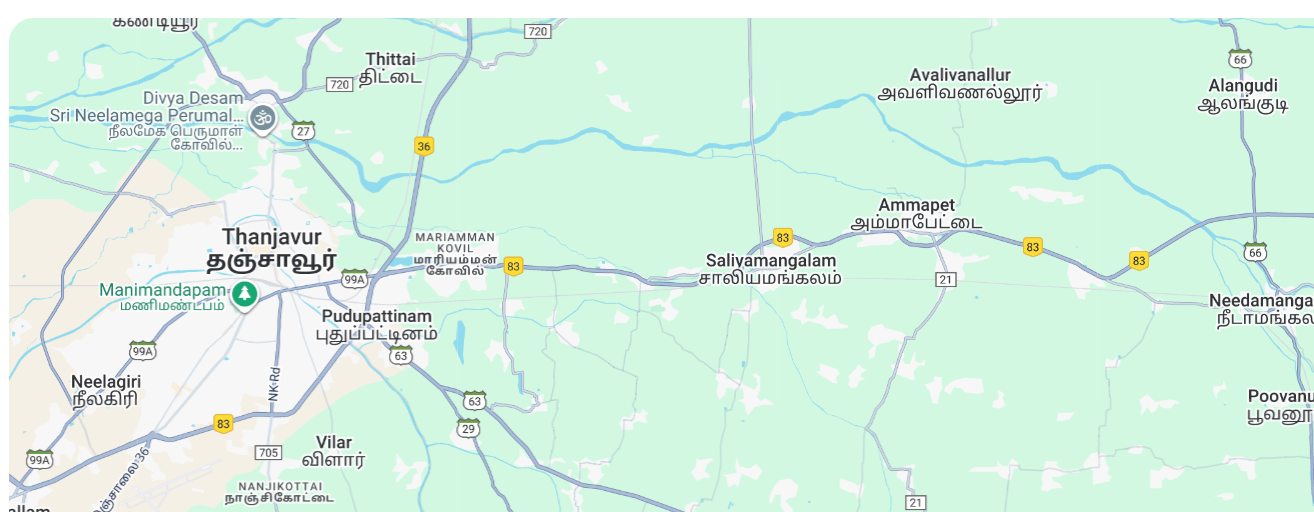 கண்டியூர்
720
Thittai
திட்டை
720
66
Avalivanallur
அவளிவணல்லூர்
Alangudi
ஆலங்குடி
Divya Desam
Sri Neelamega Perumal...
நீலமேக பெருமாள்
கோவில்...
27
36
Ammapet
அம்மாபேட்டை
Thanjavur
தஞ்சாவூர்
MARIAMMAN
KOVIL
மாரியம்மன்
கோவில்
83
83
83
83
66
Saliyamangalam
சாலியமங்கலம்
99A
21
Manimandapam
மணிமண்டபம்
Needamanga
நீடாமங்கல
Pudupattinam
புதுப்பட்டினம்
99A
63
Neelagiri
நீலகிரி
NK Rd
63
Poovanu
பூவனூ
83
29
Vilar
விளார்
705
99A
NANJIKOTTAI
நாஞ்சிகோட்டை
21
allam